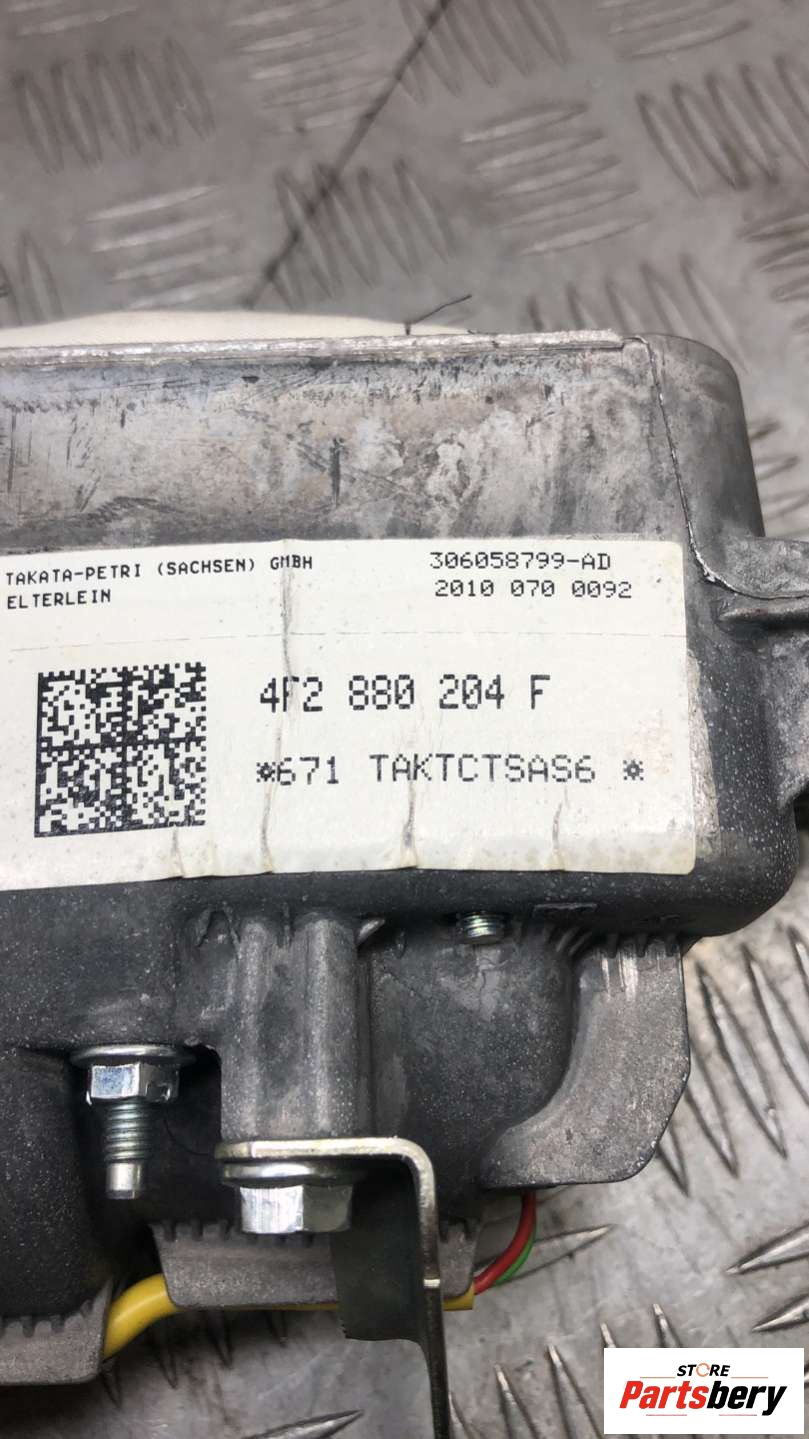 TAKATA-PETRI (SACHSEN) GMBH
ELTERLEIN
306058799-AD
2010 070 0092
4F2 880 204 F
*671 TAKTCTSAS6 *
STORE
Partsbery